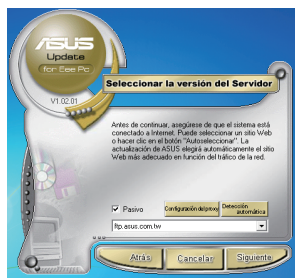 ASUS
Update
for Eee Pc
V1.02.01
Seleccionar la versión del Servidor
Antes de continuar, asegúrese de que el sistema está
conectado a Internet. Puede seleccionar un sitio Web
o hacer clic en el botón "Autoseleccionar". La
actualización de ASUS elegirá automáticamente el sitio
Web más adecuado en función del tráfico de la red.
Pasivo
Configuración del proxy
Detección
automática
ftp.asus.com.tw
Atrás
Cancelar
Siguiente